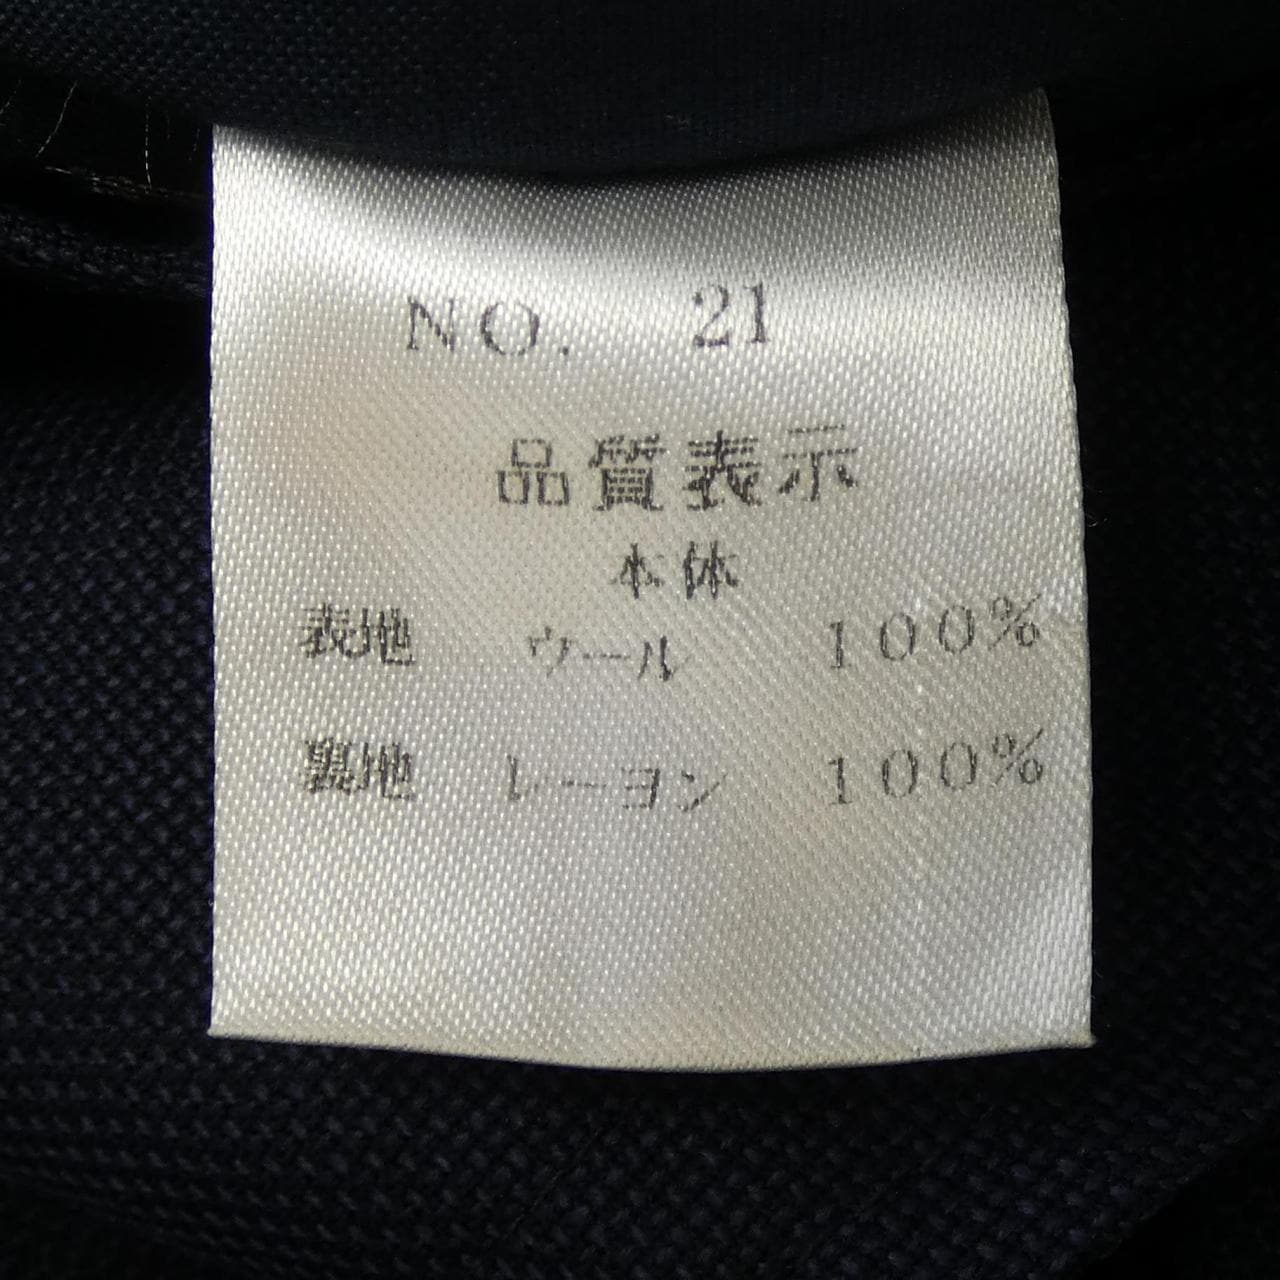 NO. 21
品質表示
本体
表地 ウール 100%
裏地 レーヨン 100%